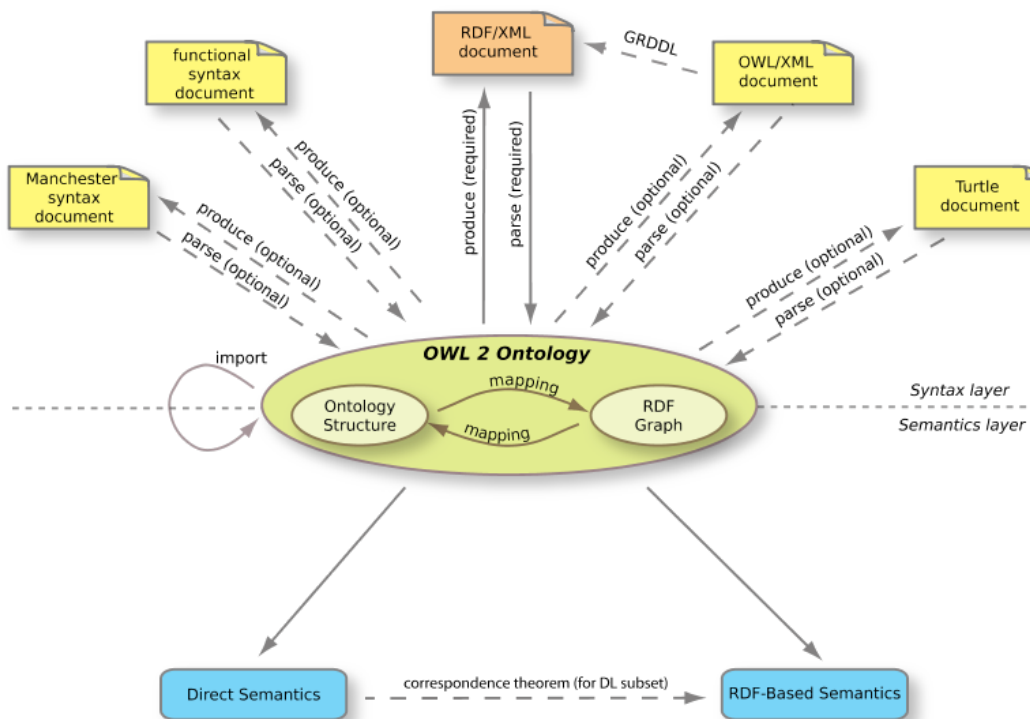 RDF/XML
document
GRDDL
functional
syntax
document
OWL/XML
document
Manchester
syntax
document
Turtle
document
produce (optional)
parse (optional)
produce (optional)
parse (optional)
produce (required)
parse (required)
produce (optional)
parse (optional)
produce (optional)
parse (optional)
OWL 2 Ontology
import
mapping
Ontology
Structure
RDF
Graph
mapping
Syntax layer
Semantics layer
Direct Semantics
correspondence theorem (for DL subset)
RDF-Based Semantics